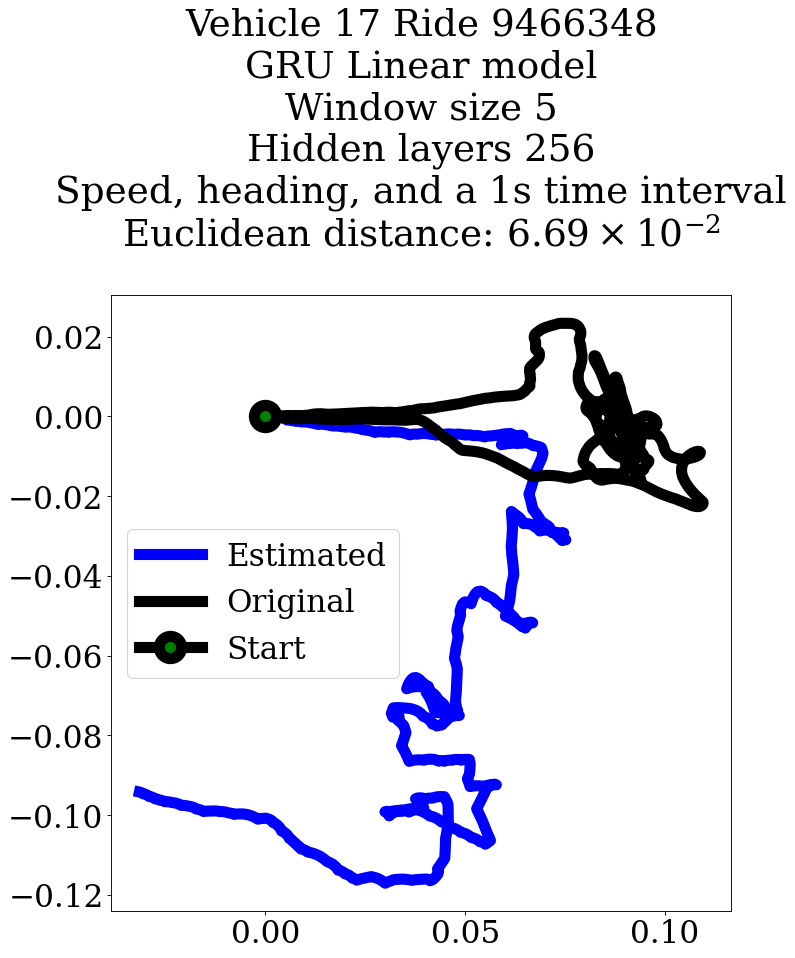 Vehicle 17 Ride 9466348
GRU Linear model
Window size 5
Hidden layers 256
Speed, heading, and a 1s time interval
Euclidean distance: 6.69 × 10⁻²
0.02
0.00
−0.02
−0.04
−0.06
−0.08
−0.10
−0.12
Estimated
Original
Start
0.00 0.05 0.10